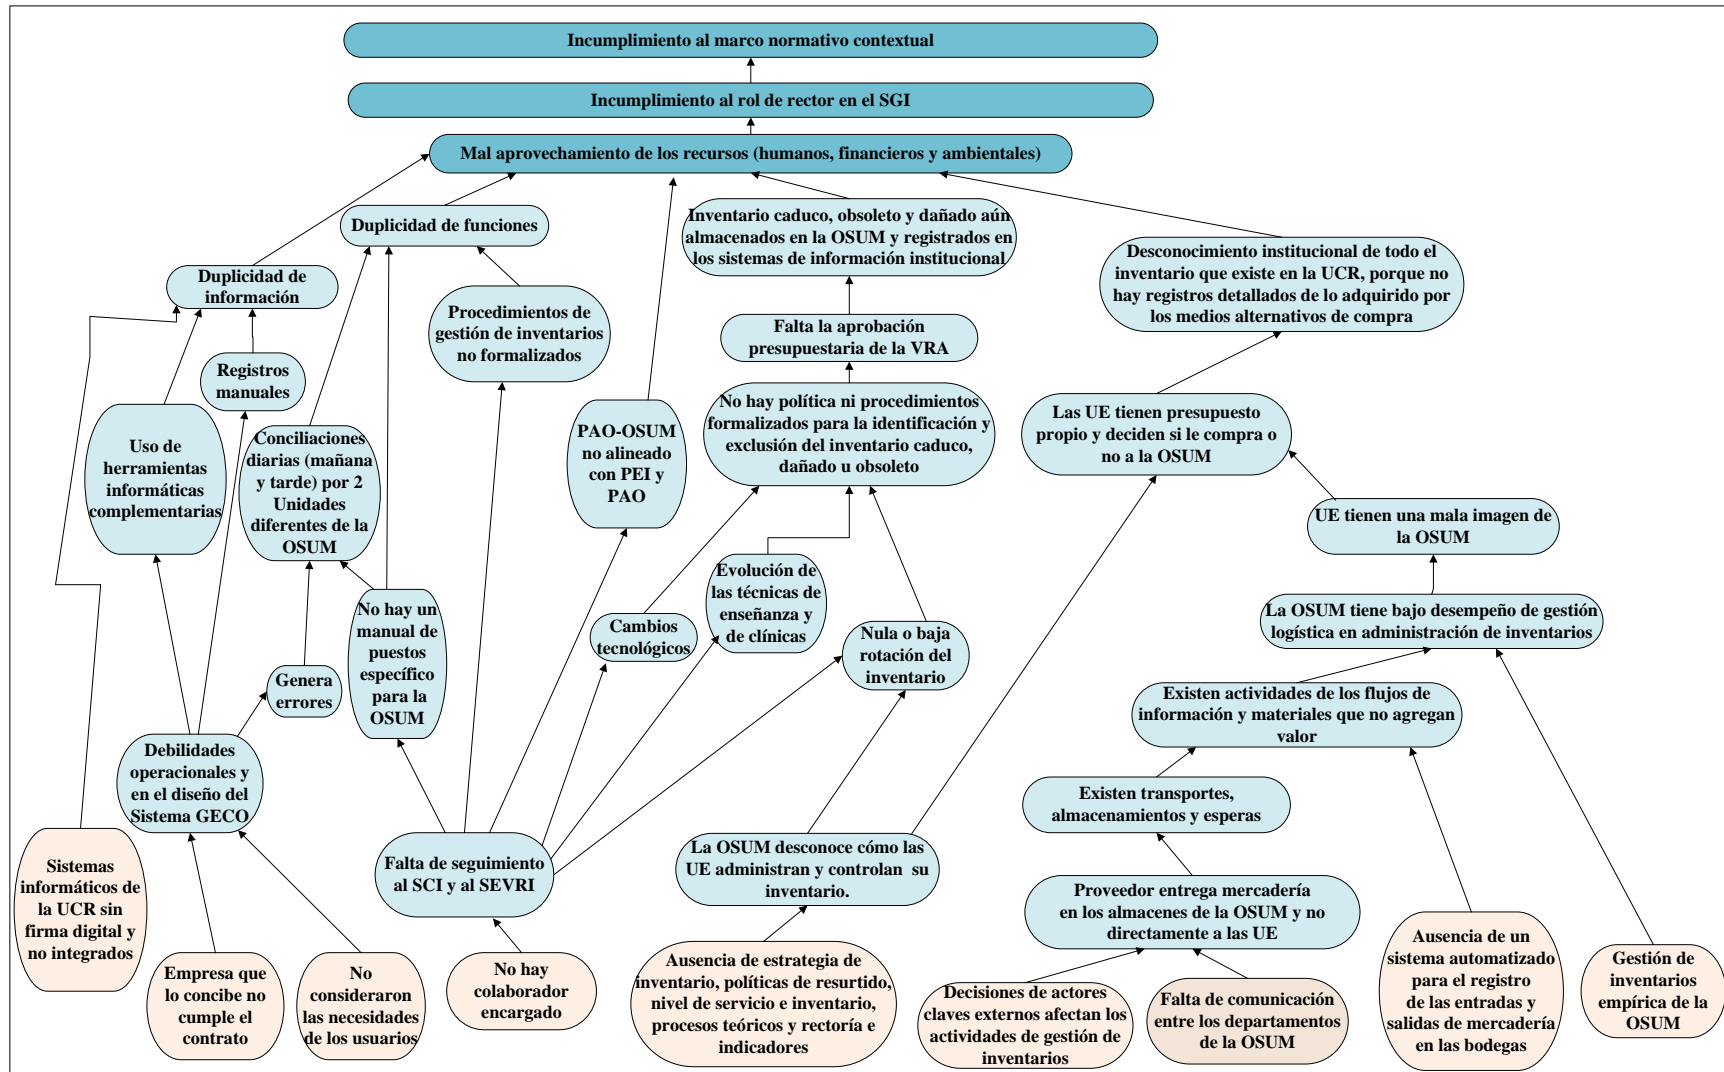 Incumplimiento al marco normativo contextual
Incumplimiento al rol de rector en el SGI
Mal aprovechamiento de los recursos (humanos, financieros y ambientales)
Duplicidad de funciones
Inventario caduco, obsoleto y dañado aún
almacenados en la OSUM y registrados en
los sistemas de información institucional
Desconocimiento institucional de todo el
inventario que existe en la UCR, porque no
hay registros detallados de lo adquirido por
los medios alternativos de compra
Duplicidad de
información
Procedimientos de
gestión de inventarios
no formalizados
Falta la aprobación
presupuestaria de la VRA
Registros
manuales
No hay política ni procedimientos
formalizados para la identificación y
exclusión del inventario caduco,
dañado u obsoleto
Las UE tienen presupuesto
propio y deciden si le compra o
no a la OSUM
Uso de
herramientas
informáticas
complementarias
Conciliaciones
diarias (mañana
y tarde) por 2
Unidades
diferentes de la
OSUM
PAO-OSUM
no alineado
con PEI y
PAO
UE tienen una mala imagen de
la OSUM
Evolución de
las técnicas de
enseñanza y
de clínicas
La OSUM tiene bajo desempeño de gestión
logística en administración de inventarios
No hay un
manual de
puestos
específico
para la
OSUM
Cambios
tecnológicos
Nula o baja
rotación del
inventario
Genera
errores
Existen actividades de los flujos de
información y materiales que no agregan
valor
Debilidades
operacionales y
en el diseño del
Sistema GECO
Existen transportes,
almacenamientos y esperas
Sistemas
informáticos de
la UCR sin
firma digital y
no integrados
Falta de seguimiento
al SCI y al SEVRI
La OSUM desconoce cómo las
UE administran y controlan su
inventario.
Proveedor entrega mercadería
en los almacenes de la OSUM y no
directamente a las UE
Empresa que
lo concibe no
cumple el
contrato
No
consideraron
las necesidades
de los usuarios
No hay
colaborador
encargado
Ausencia de estrategia de
inventario, políticas de resurtido,
nivel de servicio e inventario,
procesos teóricos y rectoría e
indicadores
Decisiones de actores
claves externos afectan los
actividades de gestión de
inventarios
Falta de comunicación
entre los departamentos
de la OSUM
Ausencia de un
sistema automatizado
para el registro
de las entradas y
salidas de mercadería
en las bodegas
Gestión de
inventarios
empírica de la
OSUM